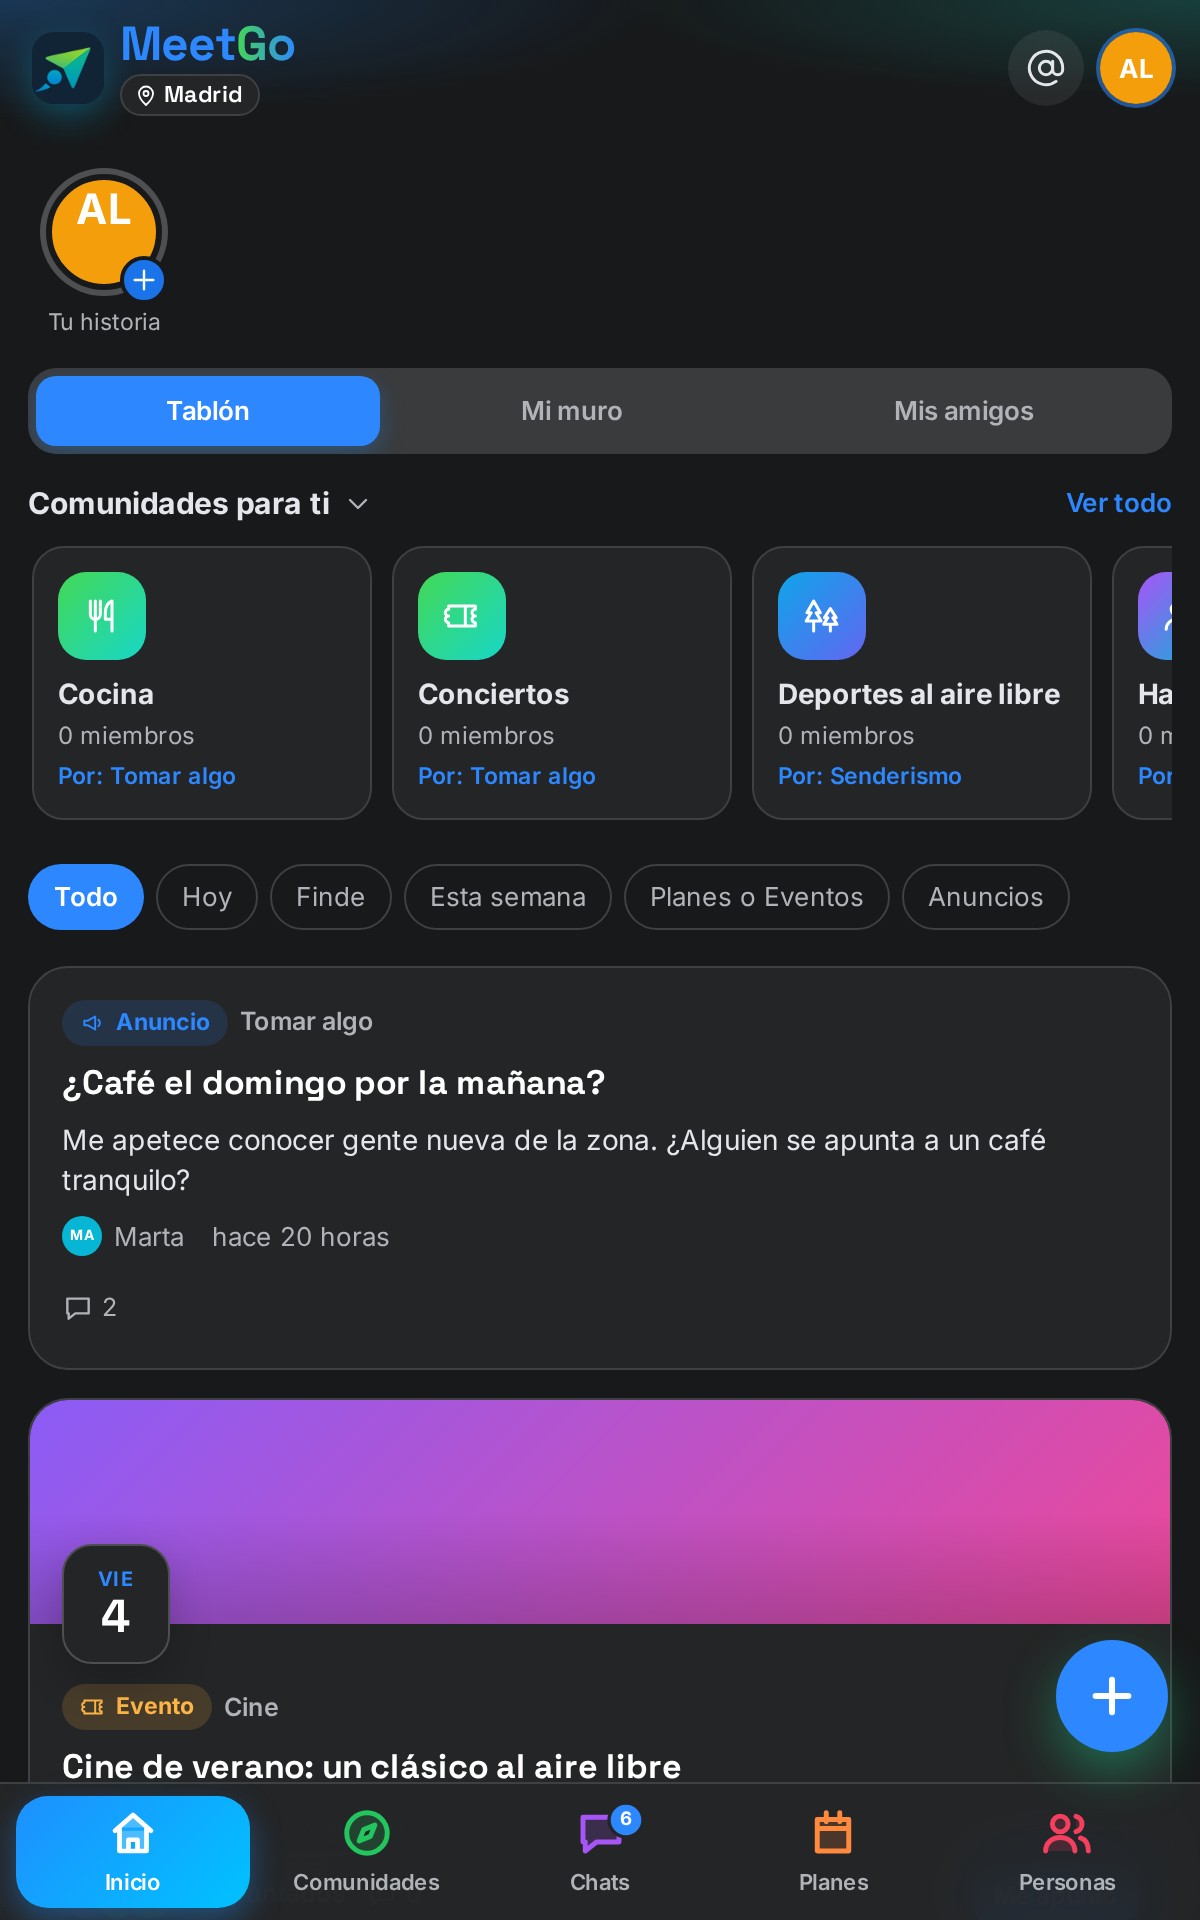 MeetGo
Madrid
AL
AL
Tu historia
Tablón
Mi muro
Mis amigos
Comunidades para ti
Ver todo
Cocina
0 miembros
Por: Tomar algo
Conciertos
0 miembros
Por: Tomar algo
Deportes al aire libre
0 miembros
Por: Senderismo
Ha
0 m
Por
Todo
Hoy
Finde
Esta semana
Planes o Eventos
Anuncios
Anuncio
Tomar algo
¿Café el domingo por la mañana?
Me apetece conocer gente nueva de la zona. ¿Alguien se apunta a un café
tranquilo?
MA
Marta
hace 20 horas
2
VIE
4
Evento
Cine
Cine de verano: un clásico al aire libre
Inicio
Comunidades
6
Chats
Planes
Personas